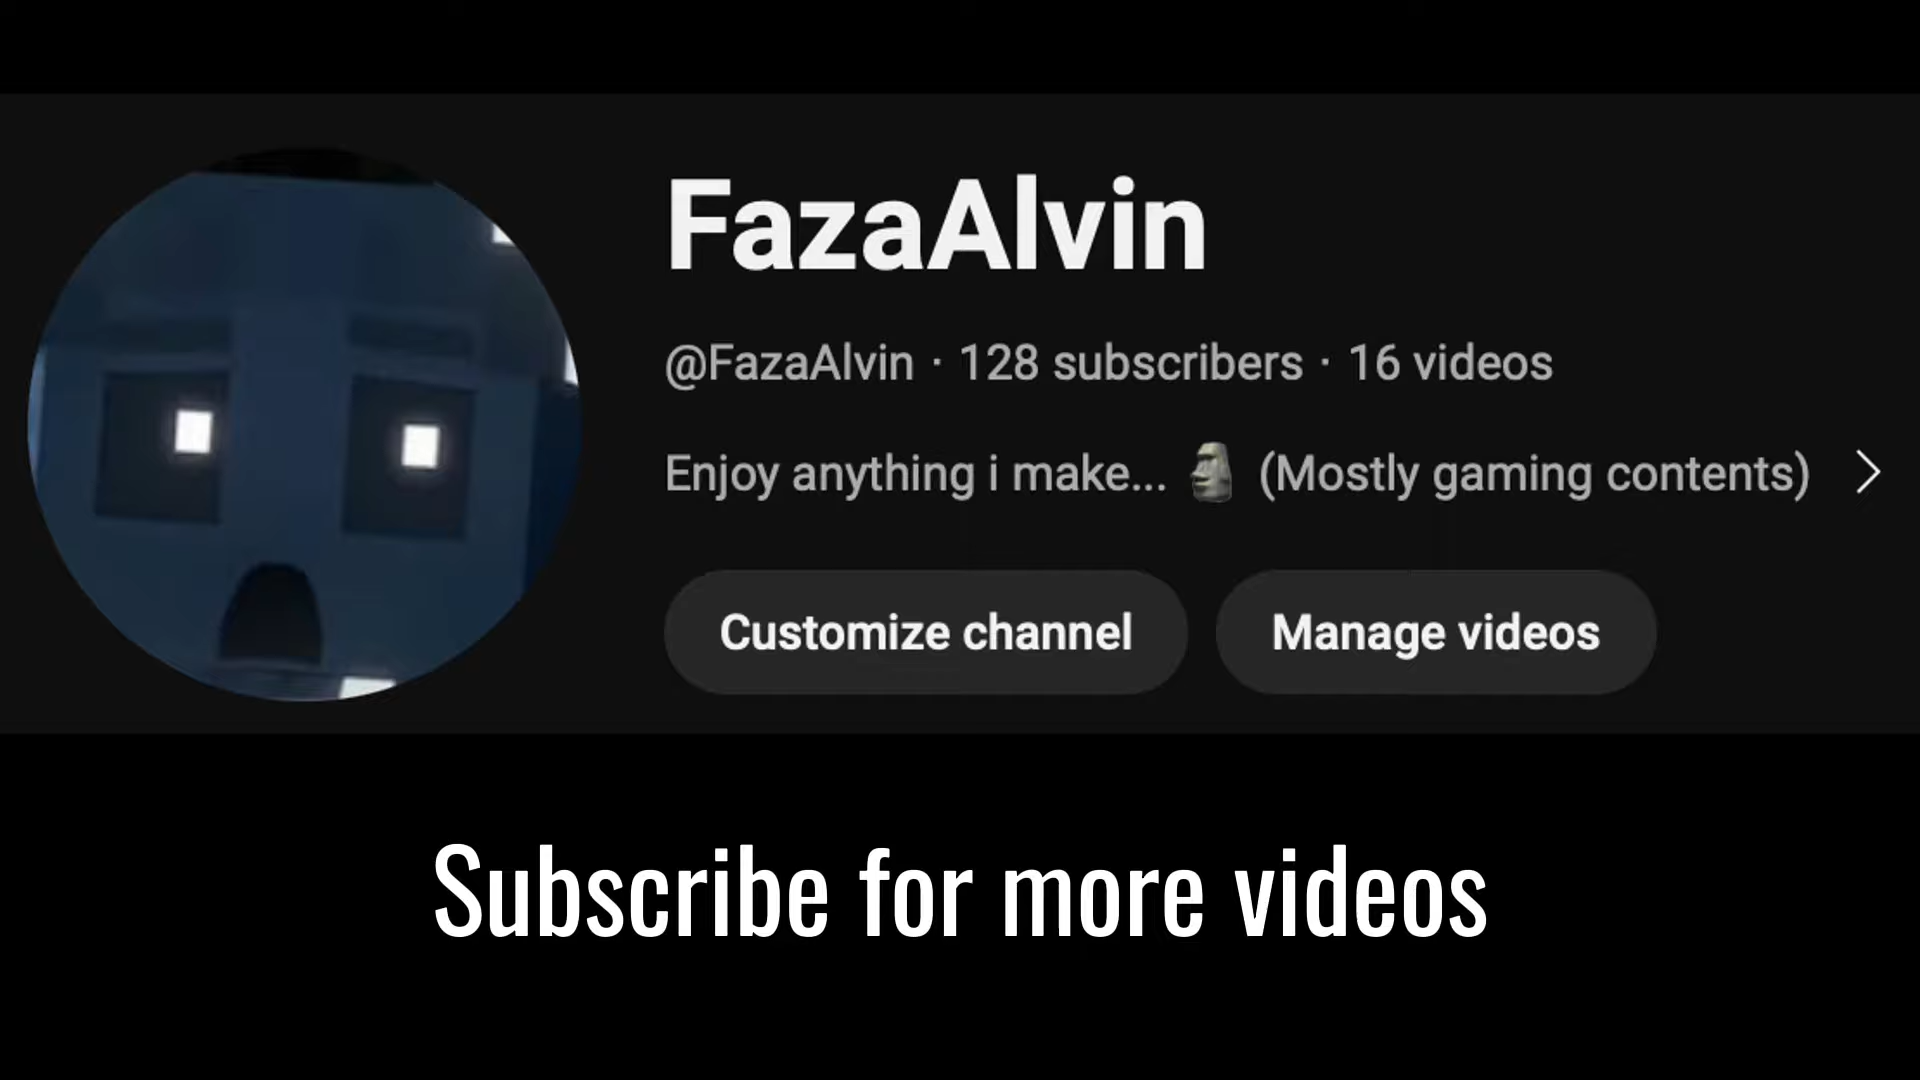 FazaAlvin
@FazaAlvin · 128 subscribers · 16 videos
Enjoy anything i make... 🗿 (Mostly gaming contents)
Customize channel
Manage videos
Subscribe for more videos